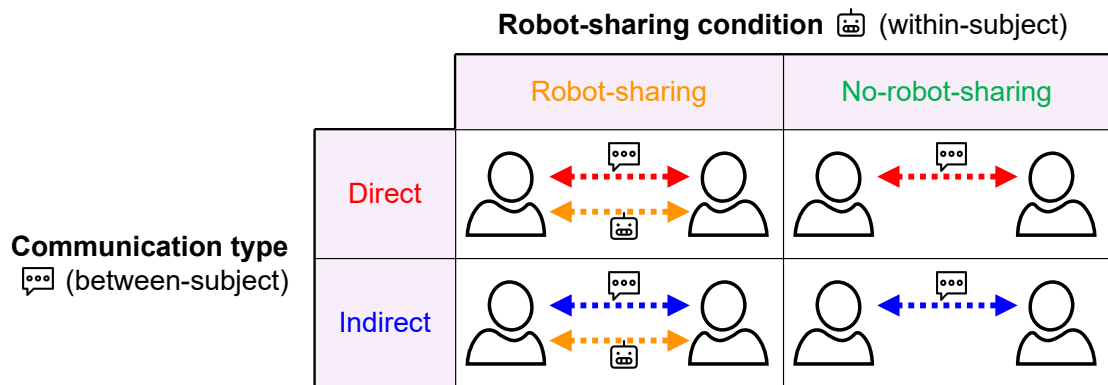 Robot-sharing condition (within-subject)
Robot-sharing
No-robot-sharing
Direct
Communication type
(between-subject)
Indirect